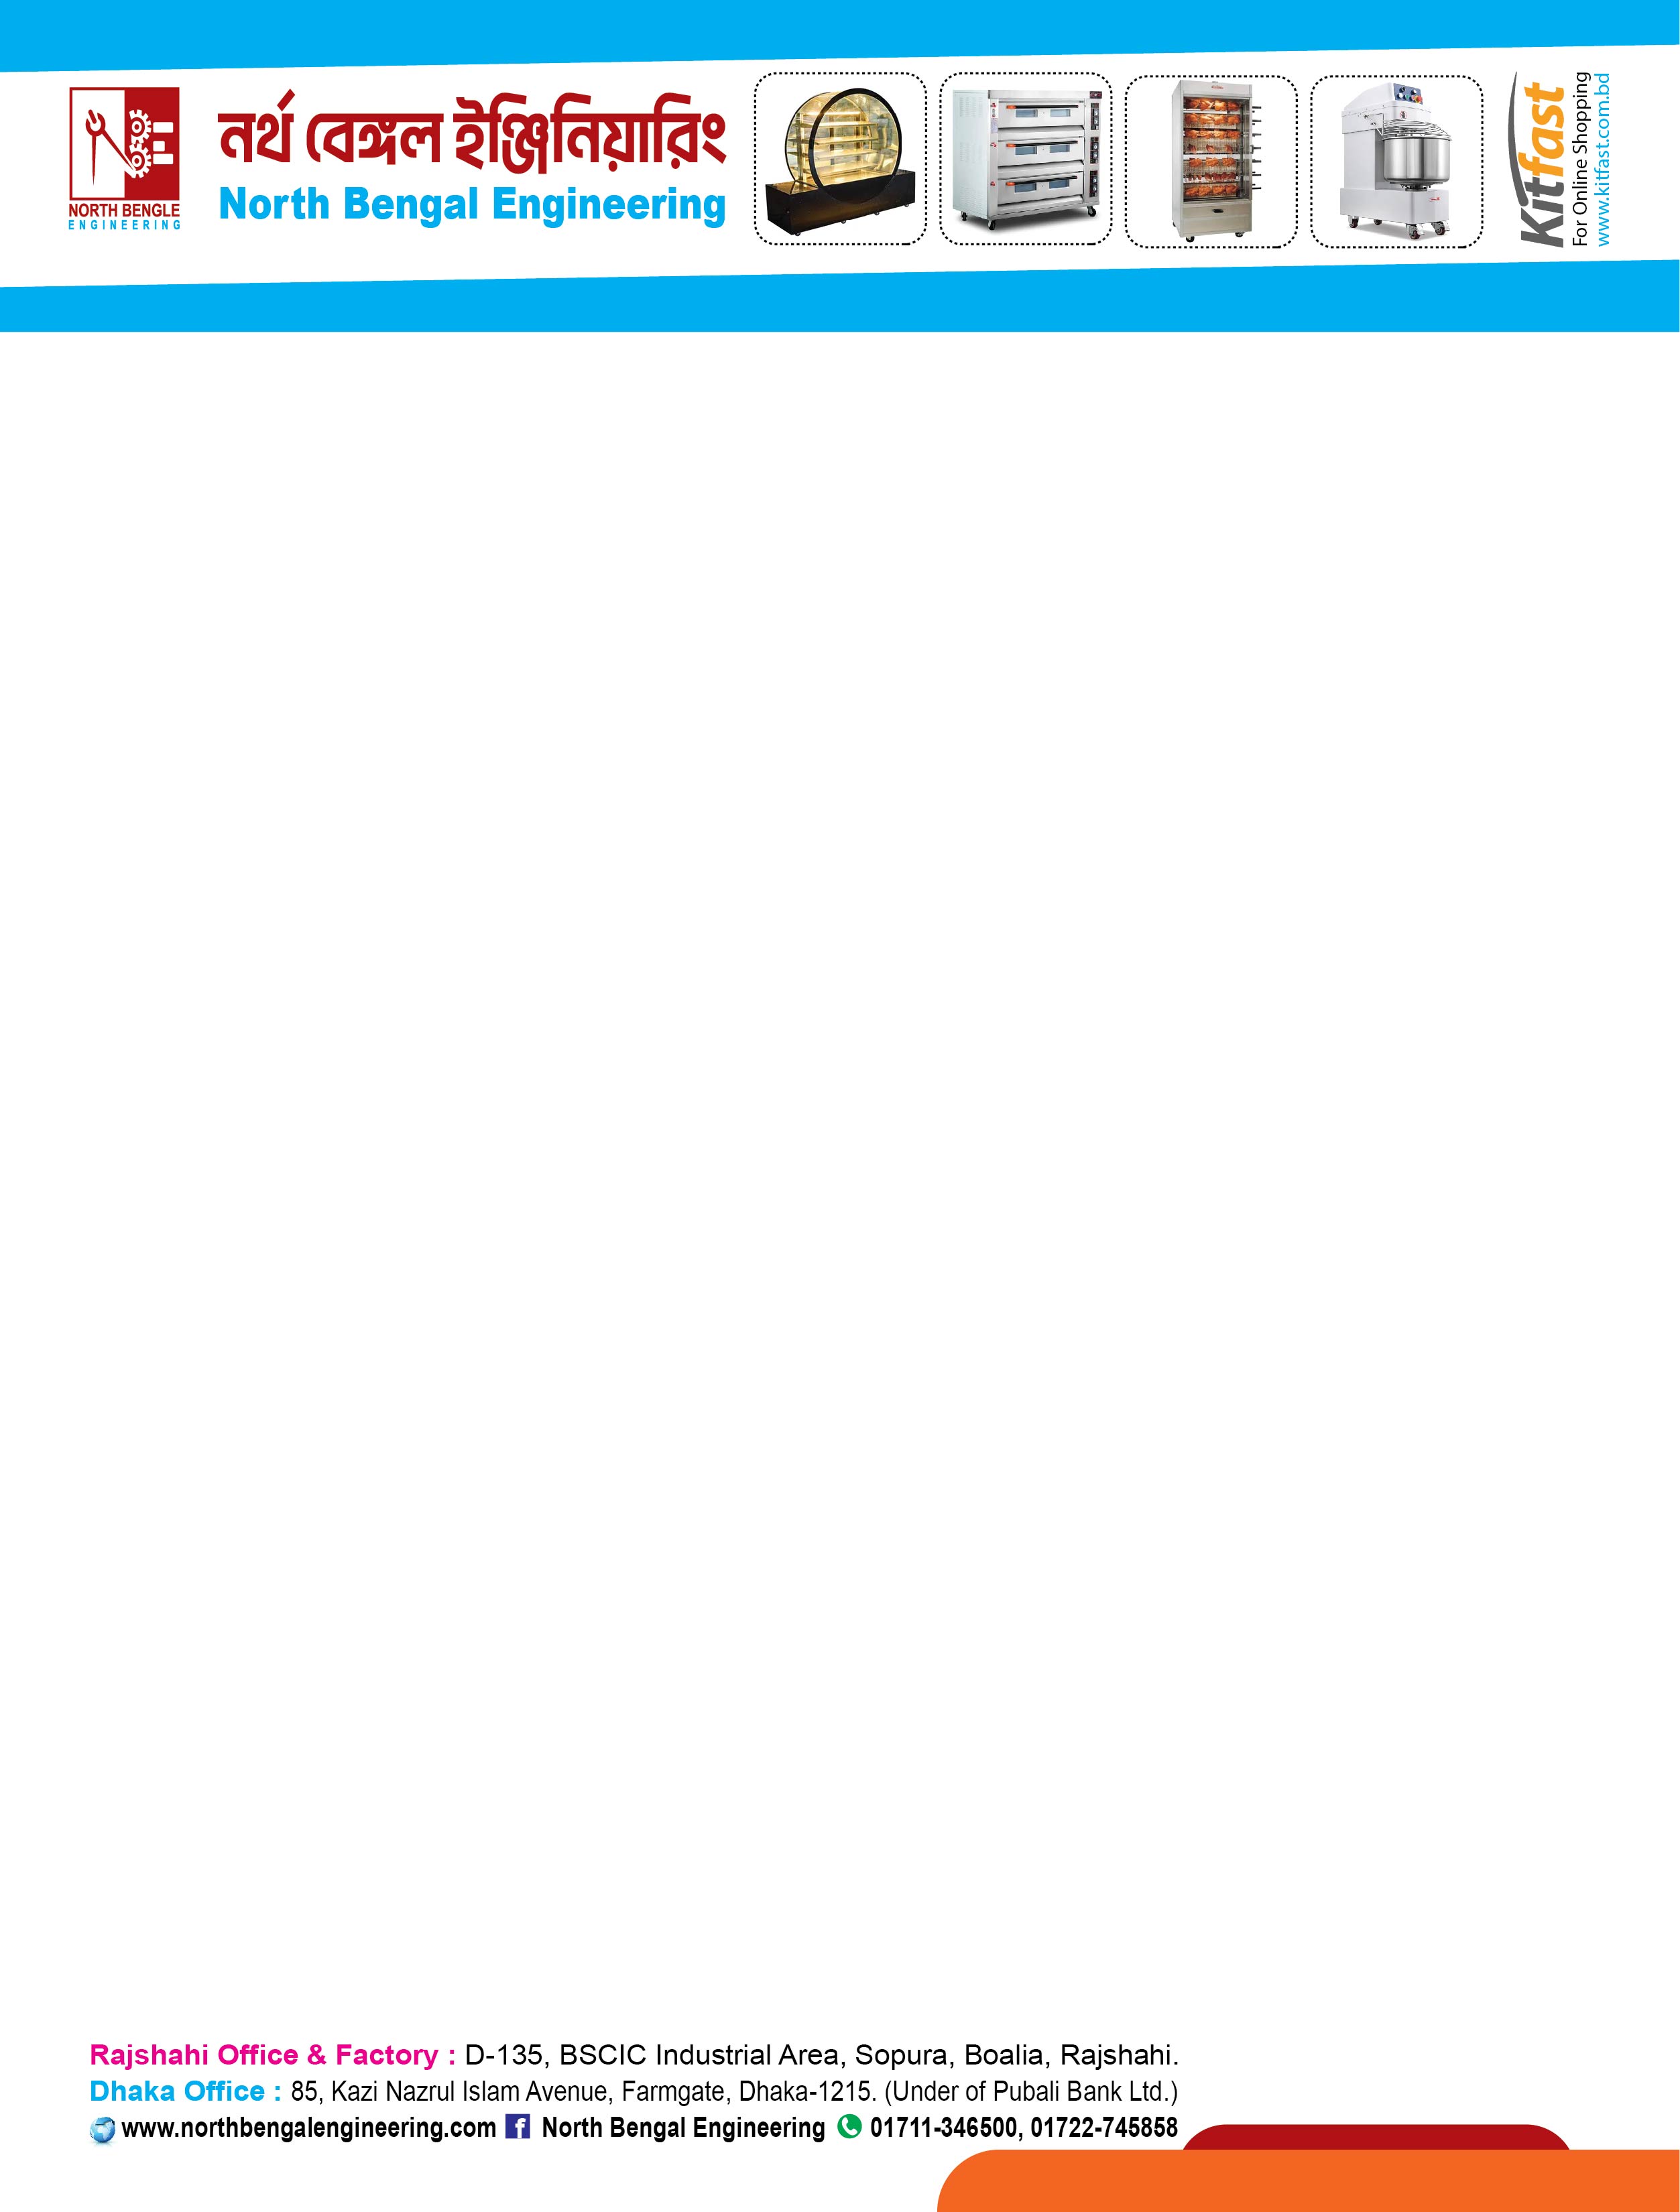 NORTH BENGLE
ENGINEERING
নর্থ বেঙ্গল ইঞ্জিনিয়ারিং
North Bengal Engineering
Kitfast
For Online Shopping
www.kitfast.com.bd
Rajshahi Office & Factory : D-135, BSCIC Industrial Area, Sopura, Boalia, Rajshahi.
Dhaka Office : 85, Kazi Nazrul Islam Avenue, Farmgate, Dhaka-1215. (Under of Pubali Bank Ltd.)
www.northbengalengineering.com f North Bengal Engineering 01711-346500, 01722-745858